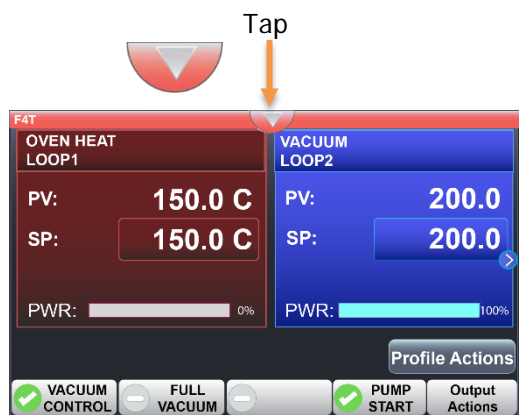 Tap
F4T
OVEN HEAT
LOOP1
PV: 150.0 C
SP: 150.0 C
PWR: 0%
VACUUM
LOOP2
PV: 200.0
SP: 200.0
PWR: 100%
Profile Actions
VACUUM
CONTROL
FULL
VACUUM
PUMP
START
Output
Actions